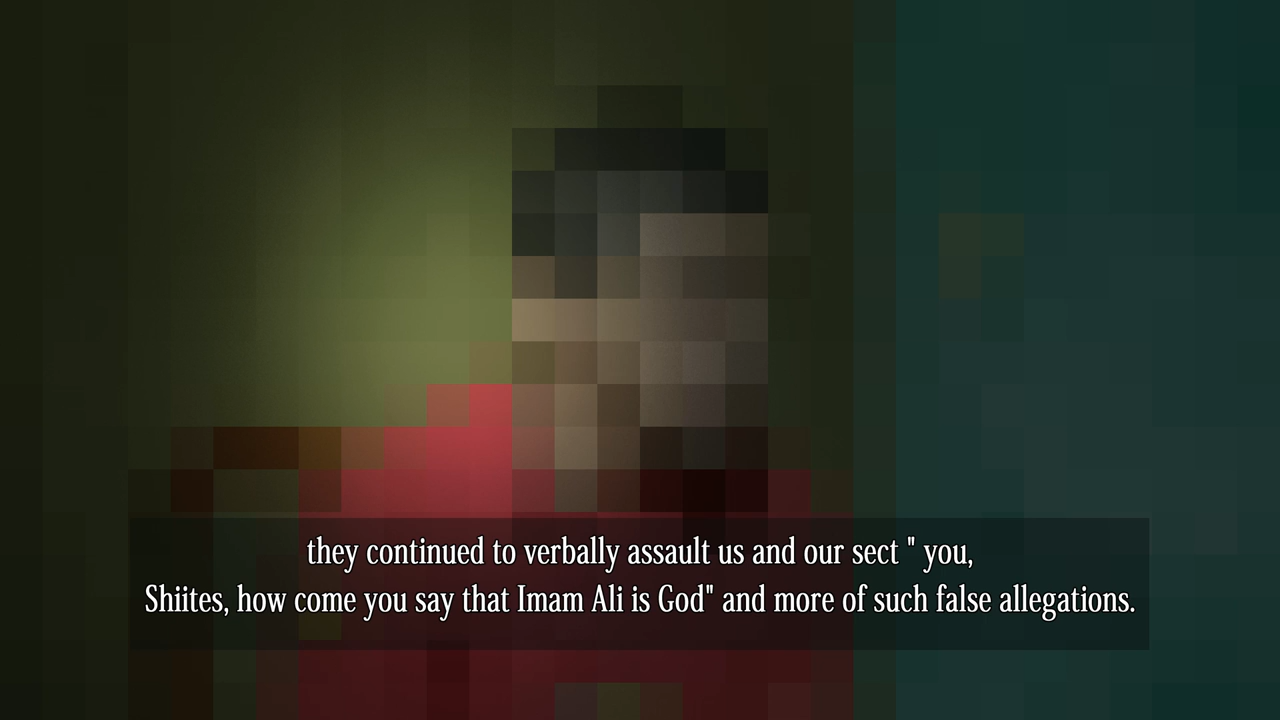 they continued to verbally assault us and our sect " you,
Shiites, how come you say that Imam Ali is God" and more of such false allegations.